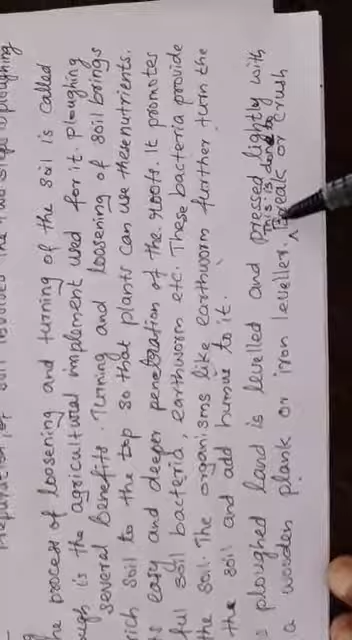 process of loosening and turning of the soil is called
is the agricultural implement used for it. Ploughing
several benefits. Turning and loosening of soil brings
rich soil to the top so that plants can use these nutrients.
easy and deeper penetration of the roots. It promotes
soil bacteria, earthworm etc. These bacteria provide
the soil. The organisms like earthworm further turn the
the soil and add humus to it.
ploughed land is levelled and pressed lightly with
a wooden plank or iron leveller. This is done to break or crush